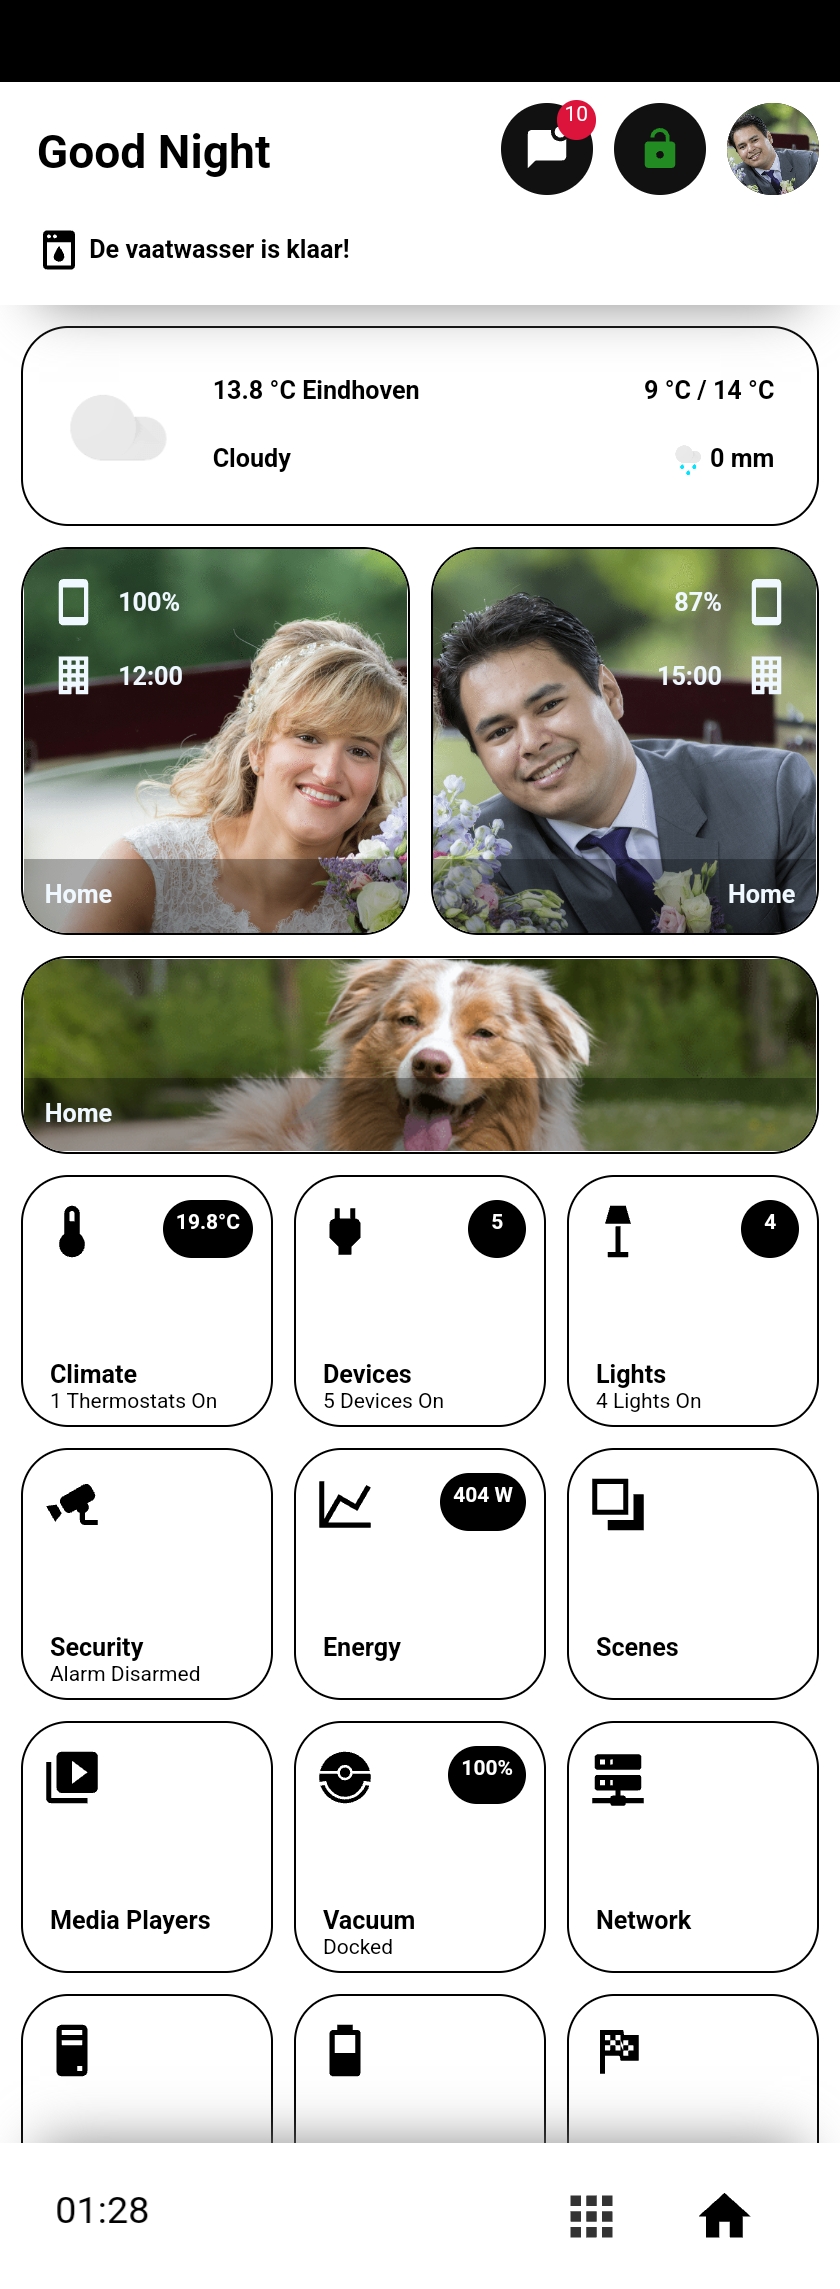 Good Night
10
De vaatwasser is klaar!
13.8 °C Eindhoven
9 °C / 14 °C
Cloudy
0 mm
100%
12:00
Home
87%
15:00
Home
Home
19.8°C
Climate
1 Thermostats On
5
Devices
5 Devices On
4
Lights
4 Lights On
Security
Alarm Disarmed
404 W
Energy
Scenes
Media Players
100%
Vacuum
Docked
Network
01:28